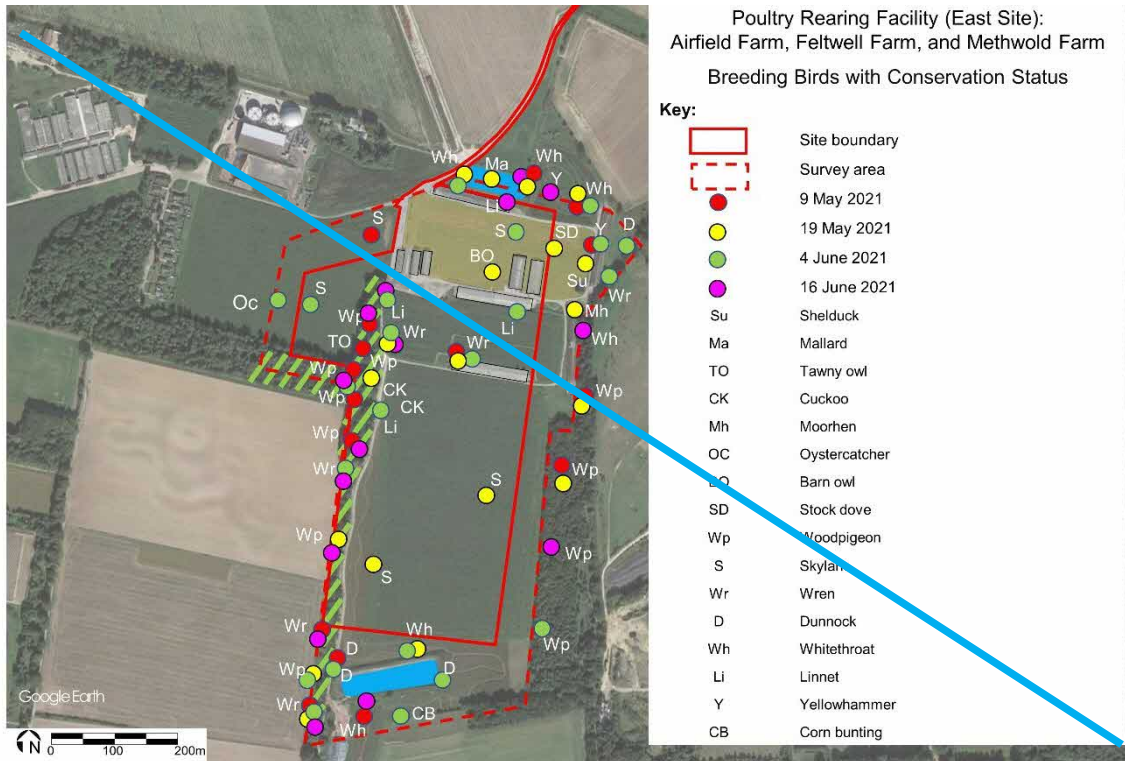 Poultry Rearing Facility (East Site):
Airfield Farm, Feltwell Farm, and Methwold Farm
Breeding Birds with Conservation Status
Key:
Site boundary
Survey area
9 May 2021
19 May 2021
4 June 2021
16 June 2021
Su Shelduck
Ma Mallard
TO Tawny owl
CK Cuckoo
Mh Moorhen
OC Oystercatcher
BO Barn owl
SD Stock dove
Wp Woodpigeon
S Skylark
Wr Wren
D Dunnock
Wh Whitethroat
Li Linnet
Y Yellowhammer
CB Corn bunting
Wh
Ma
Wh
Y
Wh
Li
S
S
SD
Y
D
BO
Su
Wr
Oc
S
Li
Li
Mh
Wp
Wr
Wh
TO
Wr
Wp
Wp
CK
Wp
CK
Wp
Li
Wp
Wr
Wp
S
Wp
Wp
S
Wr
Wh
Wp
D
Wp
D
D
Wr
Wh
CB
Google Earth
N
100
200m